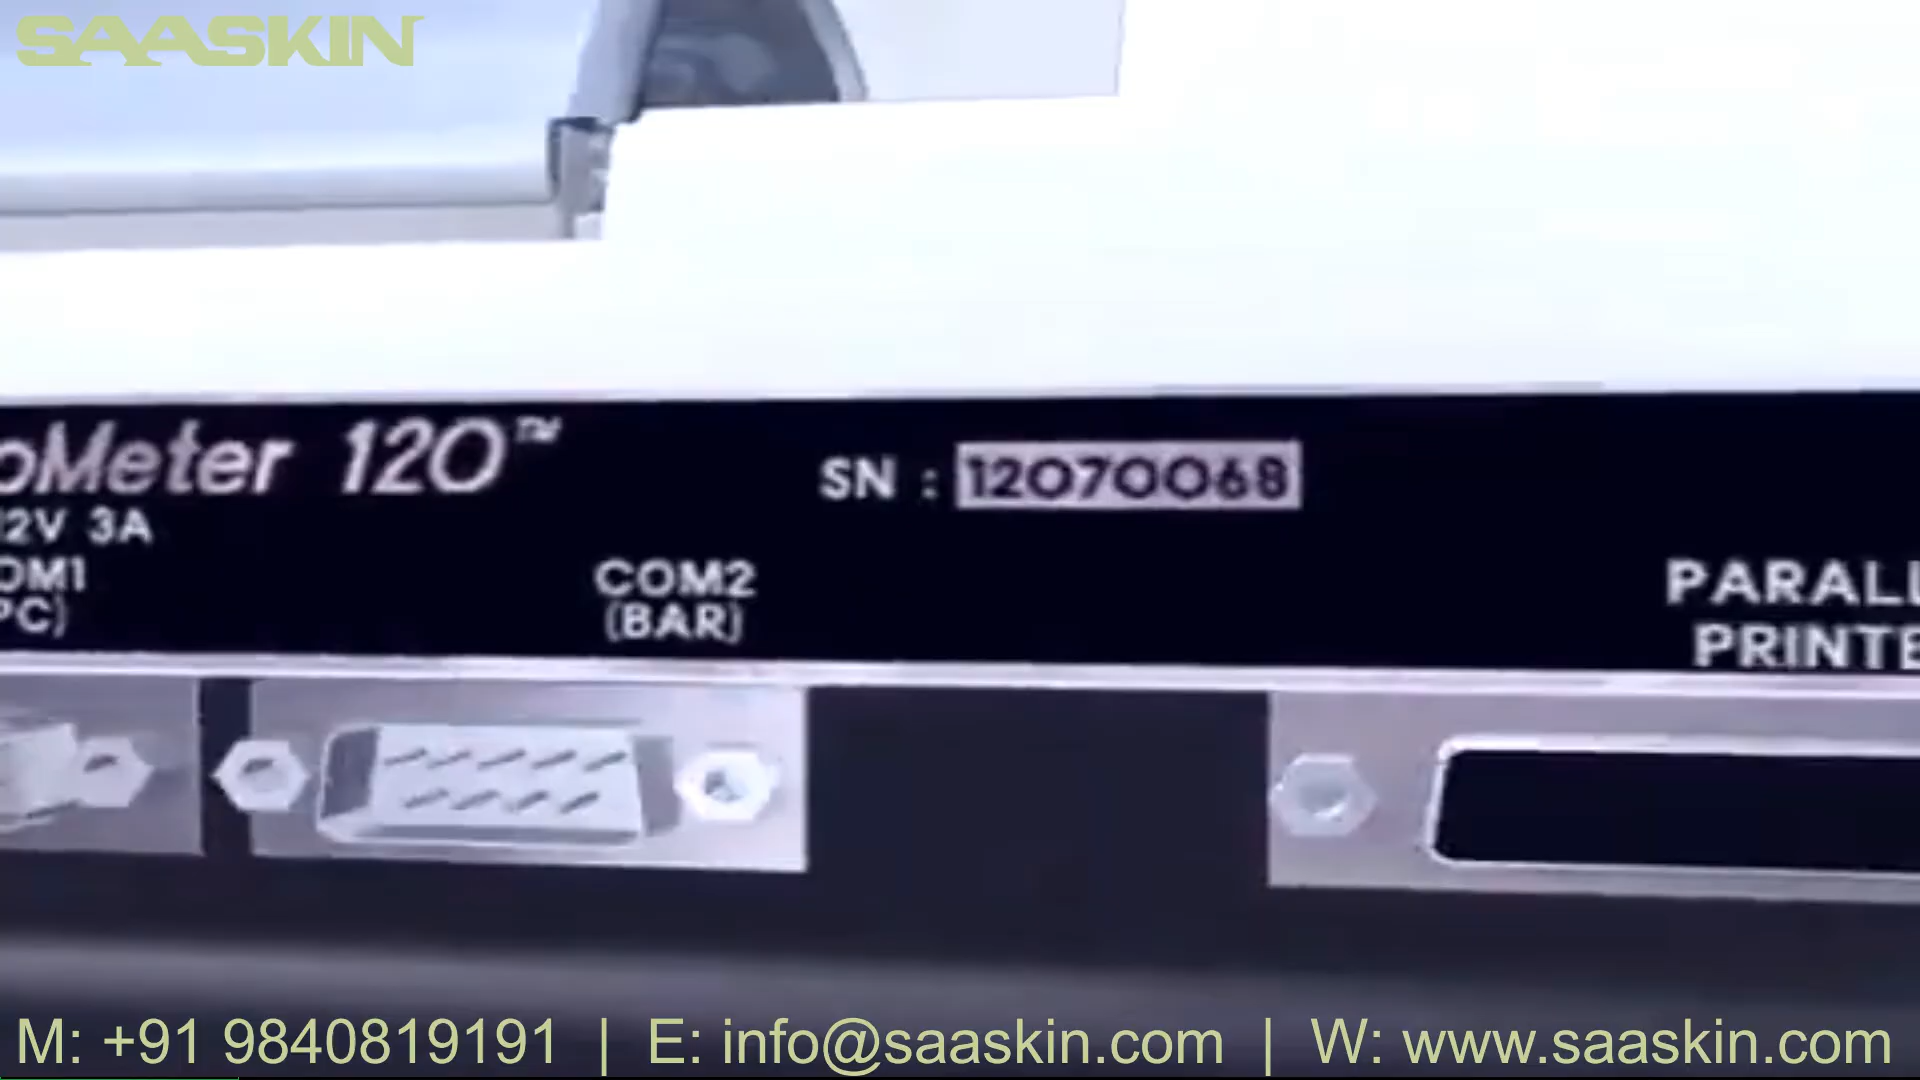 SAASKIN
oMeter 120™
SN : 12070068
12V 3A
OM1
PC)
COM2
(BAR)
PARALL
PRINTE
M: +91 9840819191 | E: info@saaskin.com | W: www.saaskin.com